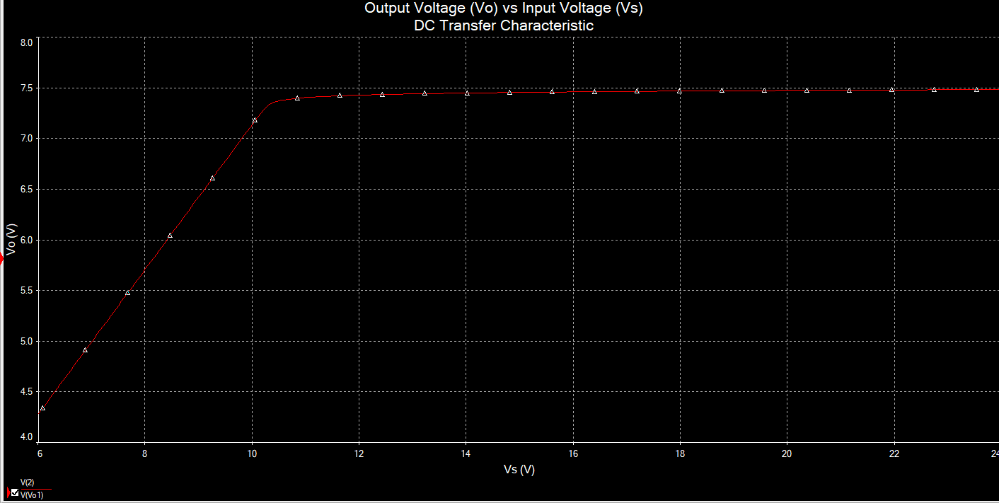 Output Voltage (Vo) vs Input Voltage (Vs)
DC Transfer Characteristic
8.0
7.5
7.0
6.5
6.0
Vo (V)
5.5
5.0
4.5
4.0
6 8 10 12 14 16 18 20 22 24
Vs (V)
V(2)
V(Vo1)